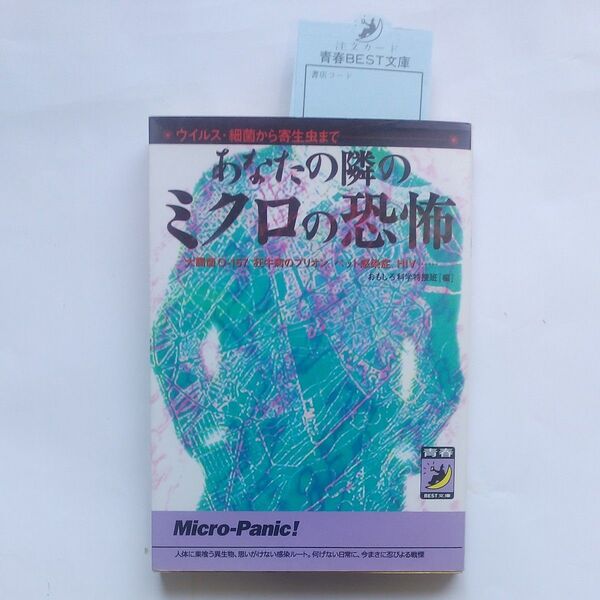 注文カード
青春BEST文庫
書店コード
ウイルス・細菌から寄生虫まで
あなたの隣の
ミクロの恐怖
大腸菌O-157 狂牛病のプリオン ペット感染症 HIV……
おもしろ科学特捜班[編]
青春
BEST文庫
Micro-Panic!
人体に巣喰う異生物、思いがけない感染ルート。何げない日常に、今まさに忍びよる戦慄